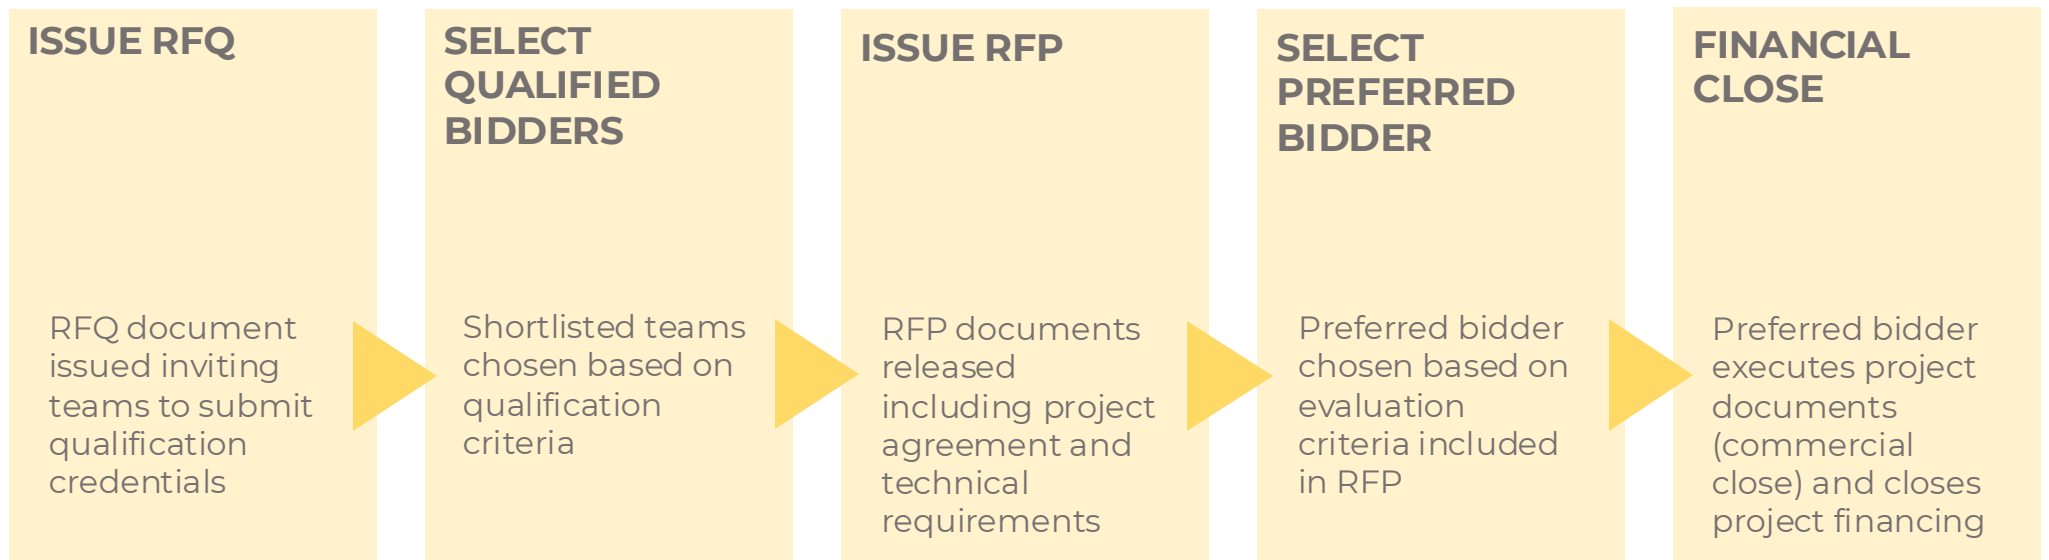 ISSUE RFQ
RFQ document
issued inviting
teams to submit
qualification
credentials
SELECT
QUALIFIED
BIDDERS
Shortlisted teams
chosen based on
qualification
criteria
ISSUE RFP
RFP documents
released
including project
agreement and
technical
requirements
SELECT
PREFERRED
BIDDER
Preferred bidder
chosen based on
evaluation
criteria included
in RFP
FINANCIAL
CLOSE
Preferred bidder
executes project
documents
(commercial
close) and closes
project financing